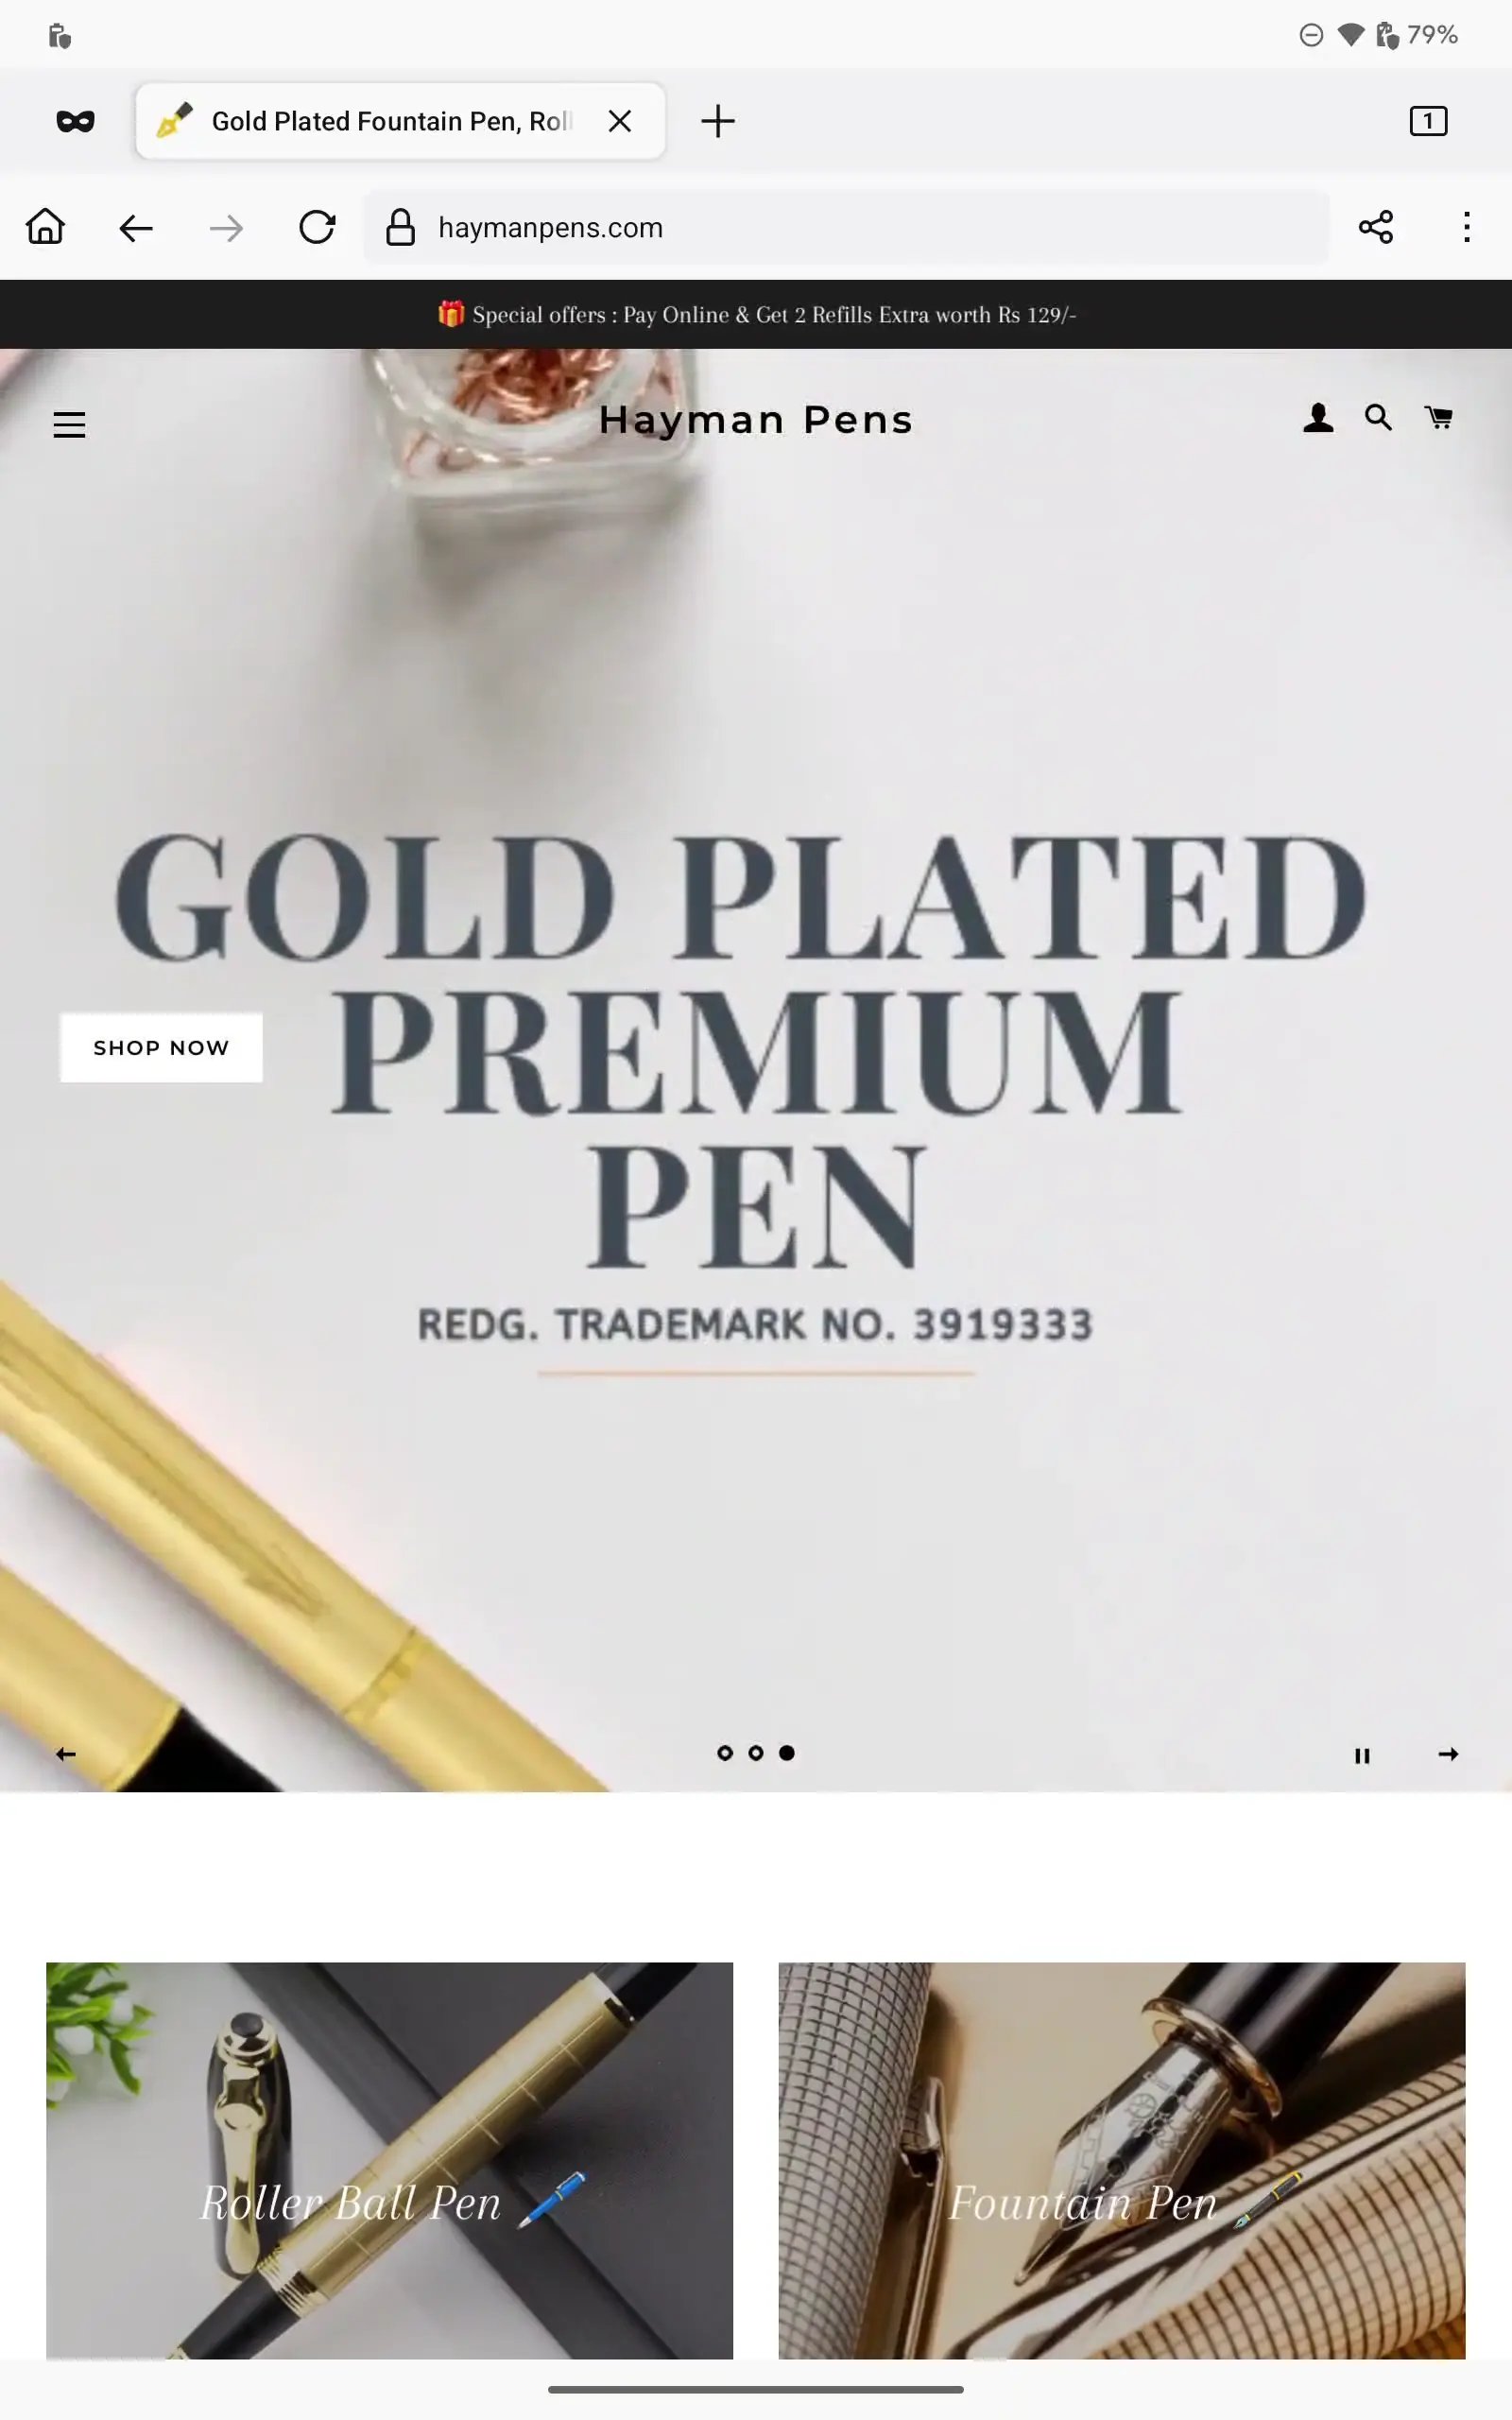 79%
Gold Plated Fountain Pen, Roll
1
haymanpens.com
🎁 Special offers : Pay Online & Get 2 Refills Extra worth Rs 129/-
Hayman Pens
GOLD PLATED
PREMIUM
SHOP NOW
PEN
REDG. TRADEMARK NO. 3919333
Roller Ball Pen 🖊️
Fountain Pen 🖋️